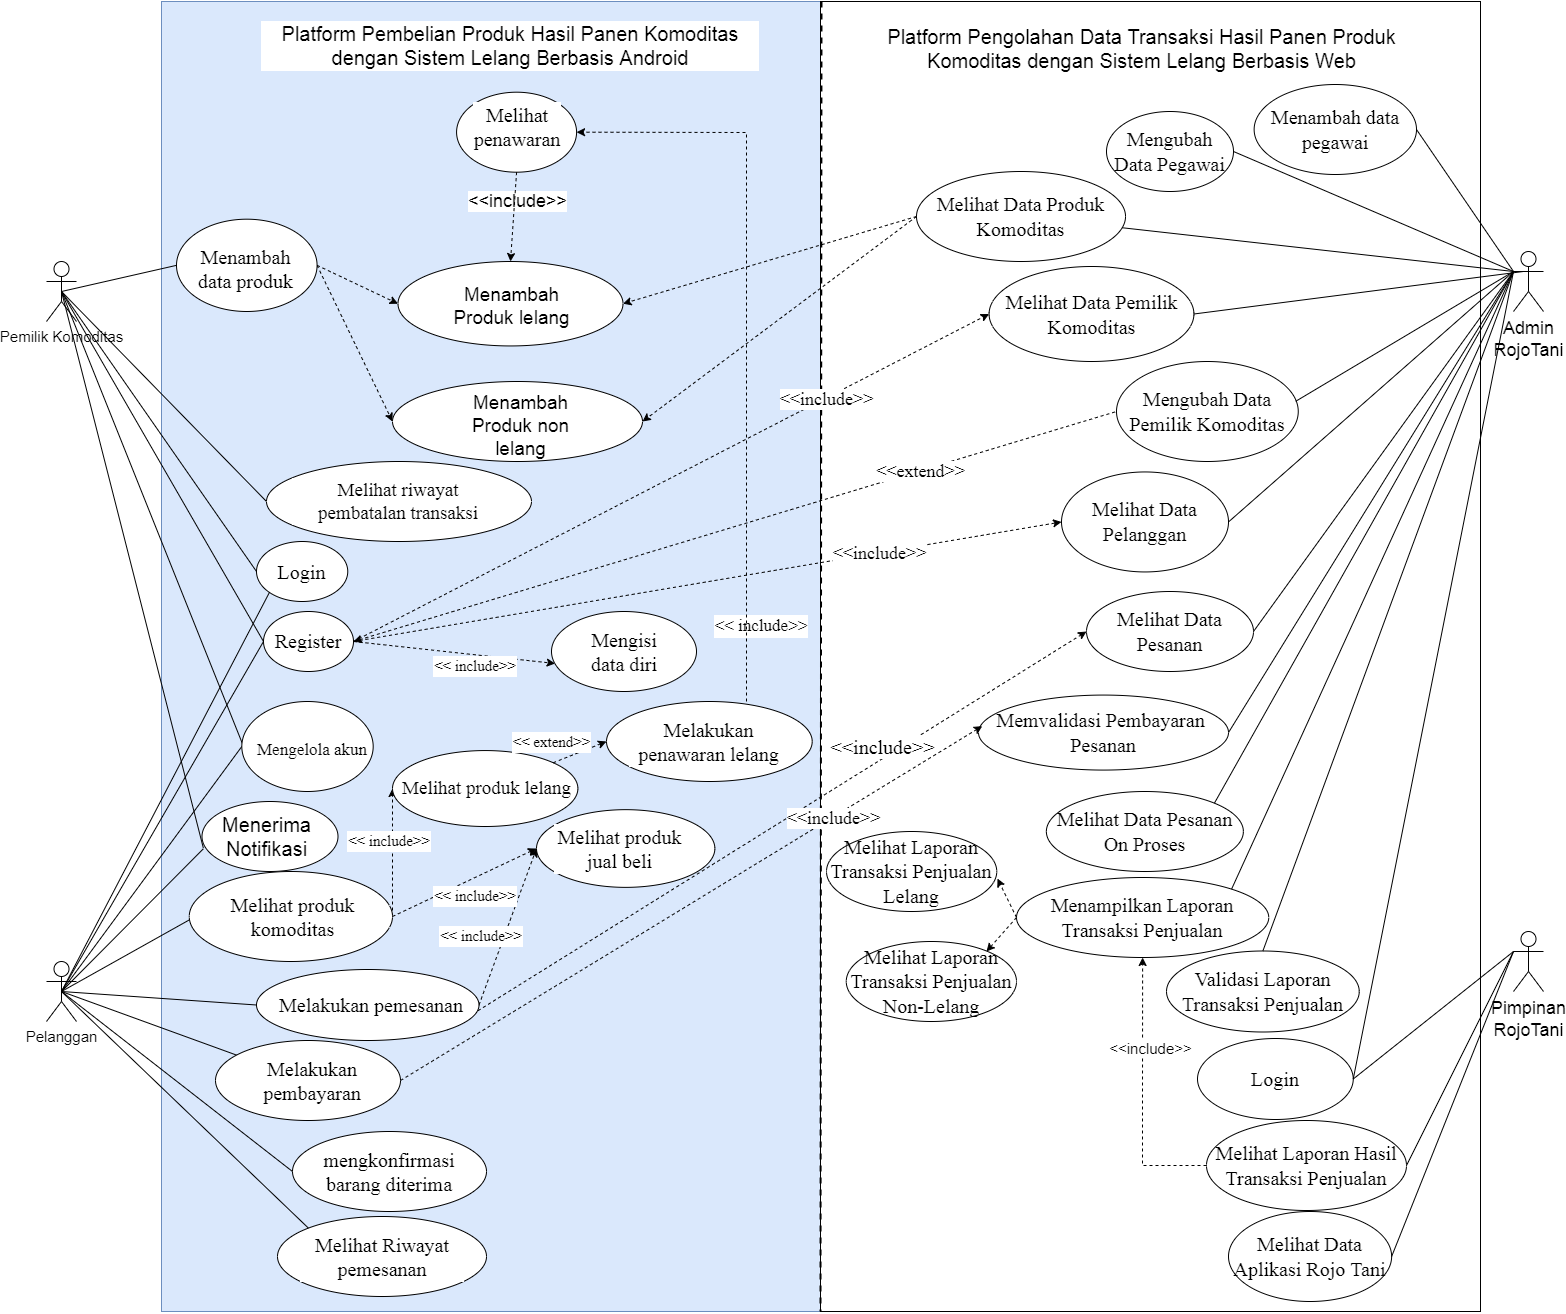 Platform Pembelian Produk Hasil Panen Komoditas
dengan Sistem Lelang Berbasis Android
Melihat
penawaran
<<include>>
Menambah
data produk
Menambah
Produk lelang
Menambah
Produk non
lelang
Pemilik Komoditas
Melihat riwayat
pembatalan transaksi
Login
Register
<< include>>
Mengisi
data diri
<< include>>
Mengelola akun
<< extend>>
Melakukan
penawaran lelang
Melihat produk lelang
Menerima
Notifikasi
<< include>>
Melihat produk
jual beli
Melihat produk
komoditas
<< include>>
<< include>>
Pelanggan
Melakukan pemesanan
Melakukan
pembayaran
mengkonfirmasi
barang diterima
Melihat Riwayat
pemesanan
Platform Pengolahan Data Transaksi Hasil Panen Produk
Komoditas dengan Sistem Lelang Berbasis Web
Menambah data
pegawai
Mengubah
Data Pegawai
Melihat Data Produk
Komoditas
Melihat Data Pemilik
Komoditas
Admin
RojoTani
<<include>>
Mengubah Data
Pemilik Komoditas
<<extend>>
Melihat Data
Pelanggan
<<include>>
Melihat Data
Pesanan
Memvalidasi Pembayaran
Pesanan
<<include>>
<<include>>
Melihat Data Pesanan
On Proses
Melihat Laporan
Transaksi Penjualan
Lelang
Menampilkan Laporan
Transaksi Penjualan
Melihat Laporan
Transaksi Penjualan
Non-Lelang
Validasi Laporan
Transaksi Penjualan
Pimpinan
RojoTani
<<include>>
Login
Melihat Laporan Hasil
Transaksi Penjualan
Melihat Data
Aplikasi Rojo Tani